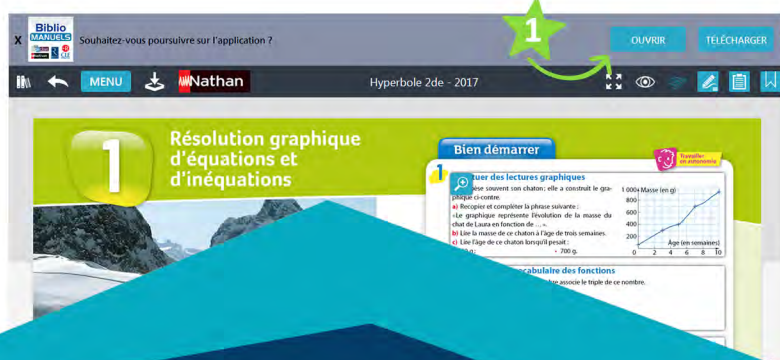 Biblio
MANUELS
X
Souhaitez-vous poursuivre sur l'application ?
1
OUVRIR
TÉLÉCHARGER
MENU
Nathan
Hyperbole 2de - 2017
1
Résolution graphique
d'équations et
d'inéquations
Bien démarrer
Travailler
en autonomie
1
tuer des lectures graphiques
èse souvent son chaton; elle a construit le gra-
phique ci-contre.
a) Recopier et compléter la phrase suivante :
«Le graphique représente l'évolution de la masse du
chat de Laura en fonction de ... ».
b) Lire la masse de ce chaton à l'âge de trois semaines.
c) Lire l'âge de ce chaton lorsqu'il pesait :
g;
• 700 g.
1 000 Masse (en g)
800
600
400
200
Âge (en semaines)
0 2 4 6 8 10
cabulaire des fonctions
associe le triple de ce nombre.